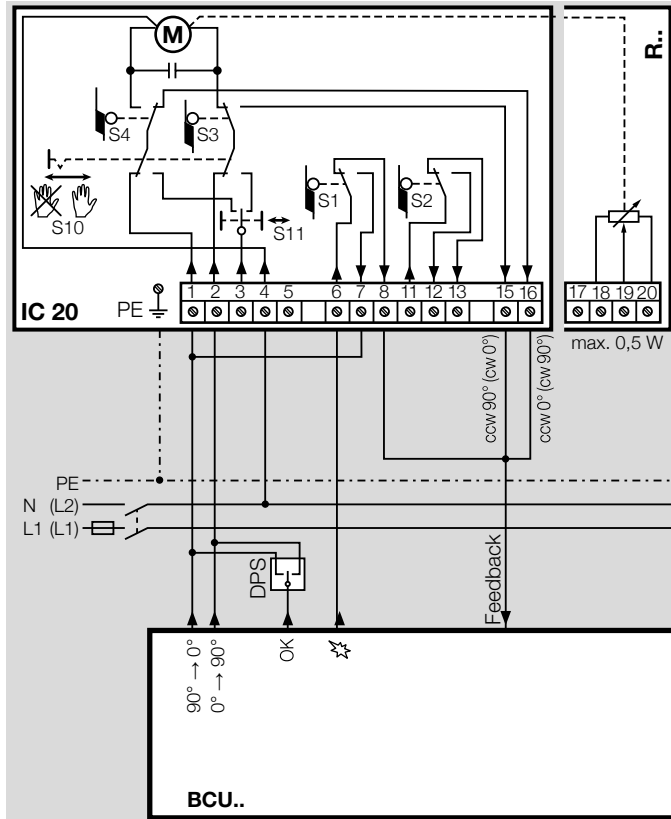 M
R..
S4
S3
S10
S11
S1
S2
IC 20
PE
1 2 3 4 5 6 7 8 11 12 13 15 16
17 18 19 20
max. 0,5 W
ccw 90° (cw 0°)
ccw 0° (cw 90°)
PE
N (L2)
L1 (L1)
DPS
Feedback
90° → 0°
0° → 90°
OK
BCU..